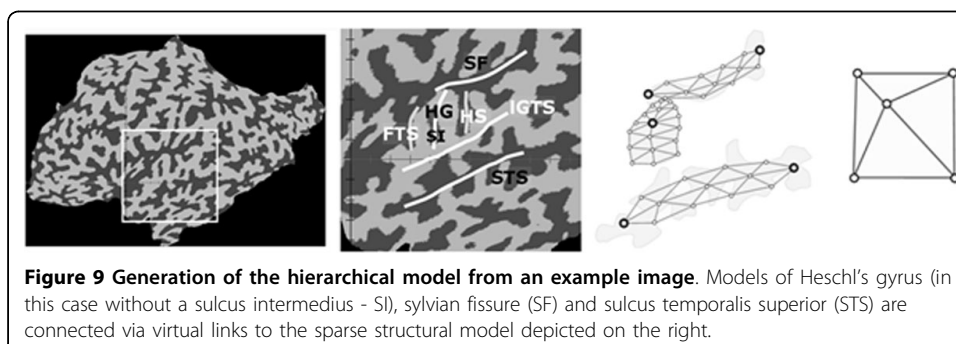 SF
HG
HS
IGTS
FTS
SI
STS
Figure 9 Generation of the hierarchical model from an example image. Models of Heschl's gyrus (in
this case without a sulcus intermedius - SI), sylvian fissure (SF) and sulcus temporalis superior (STS) are
connected via virtual links to the sparse structural model depicted on the right.